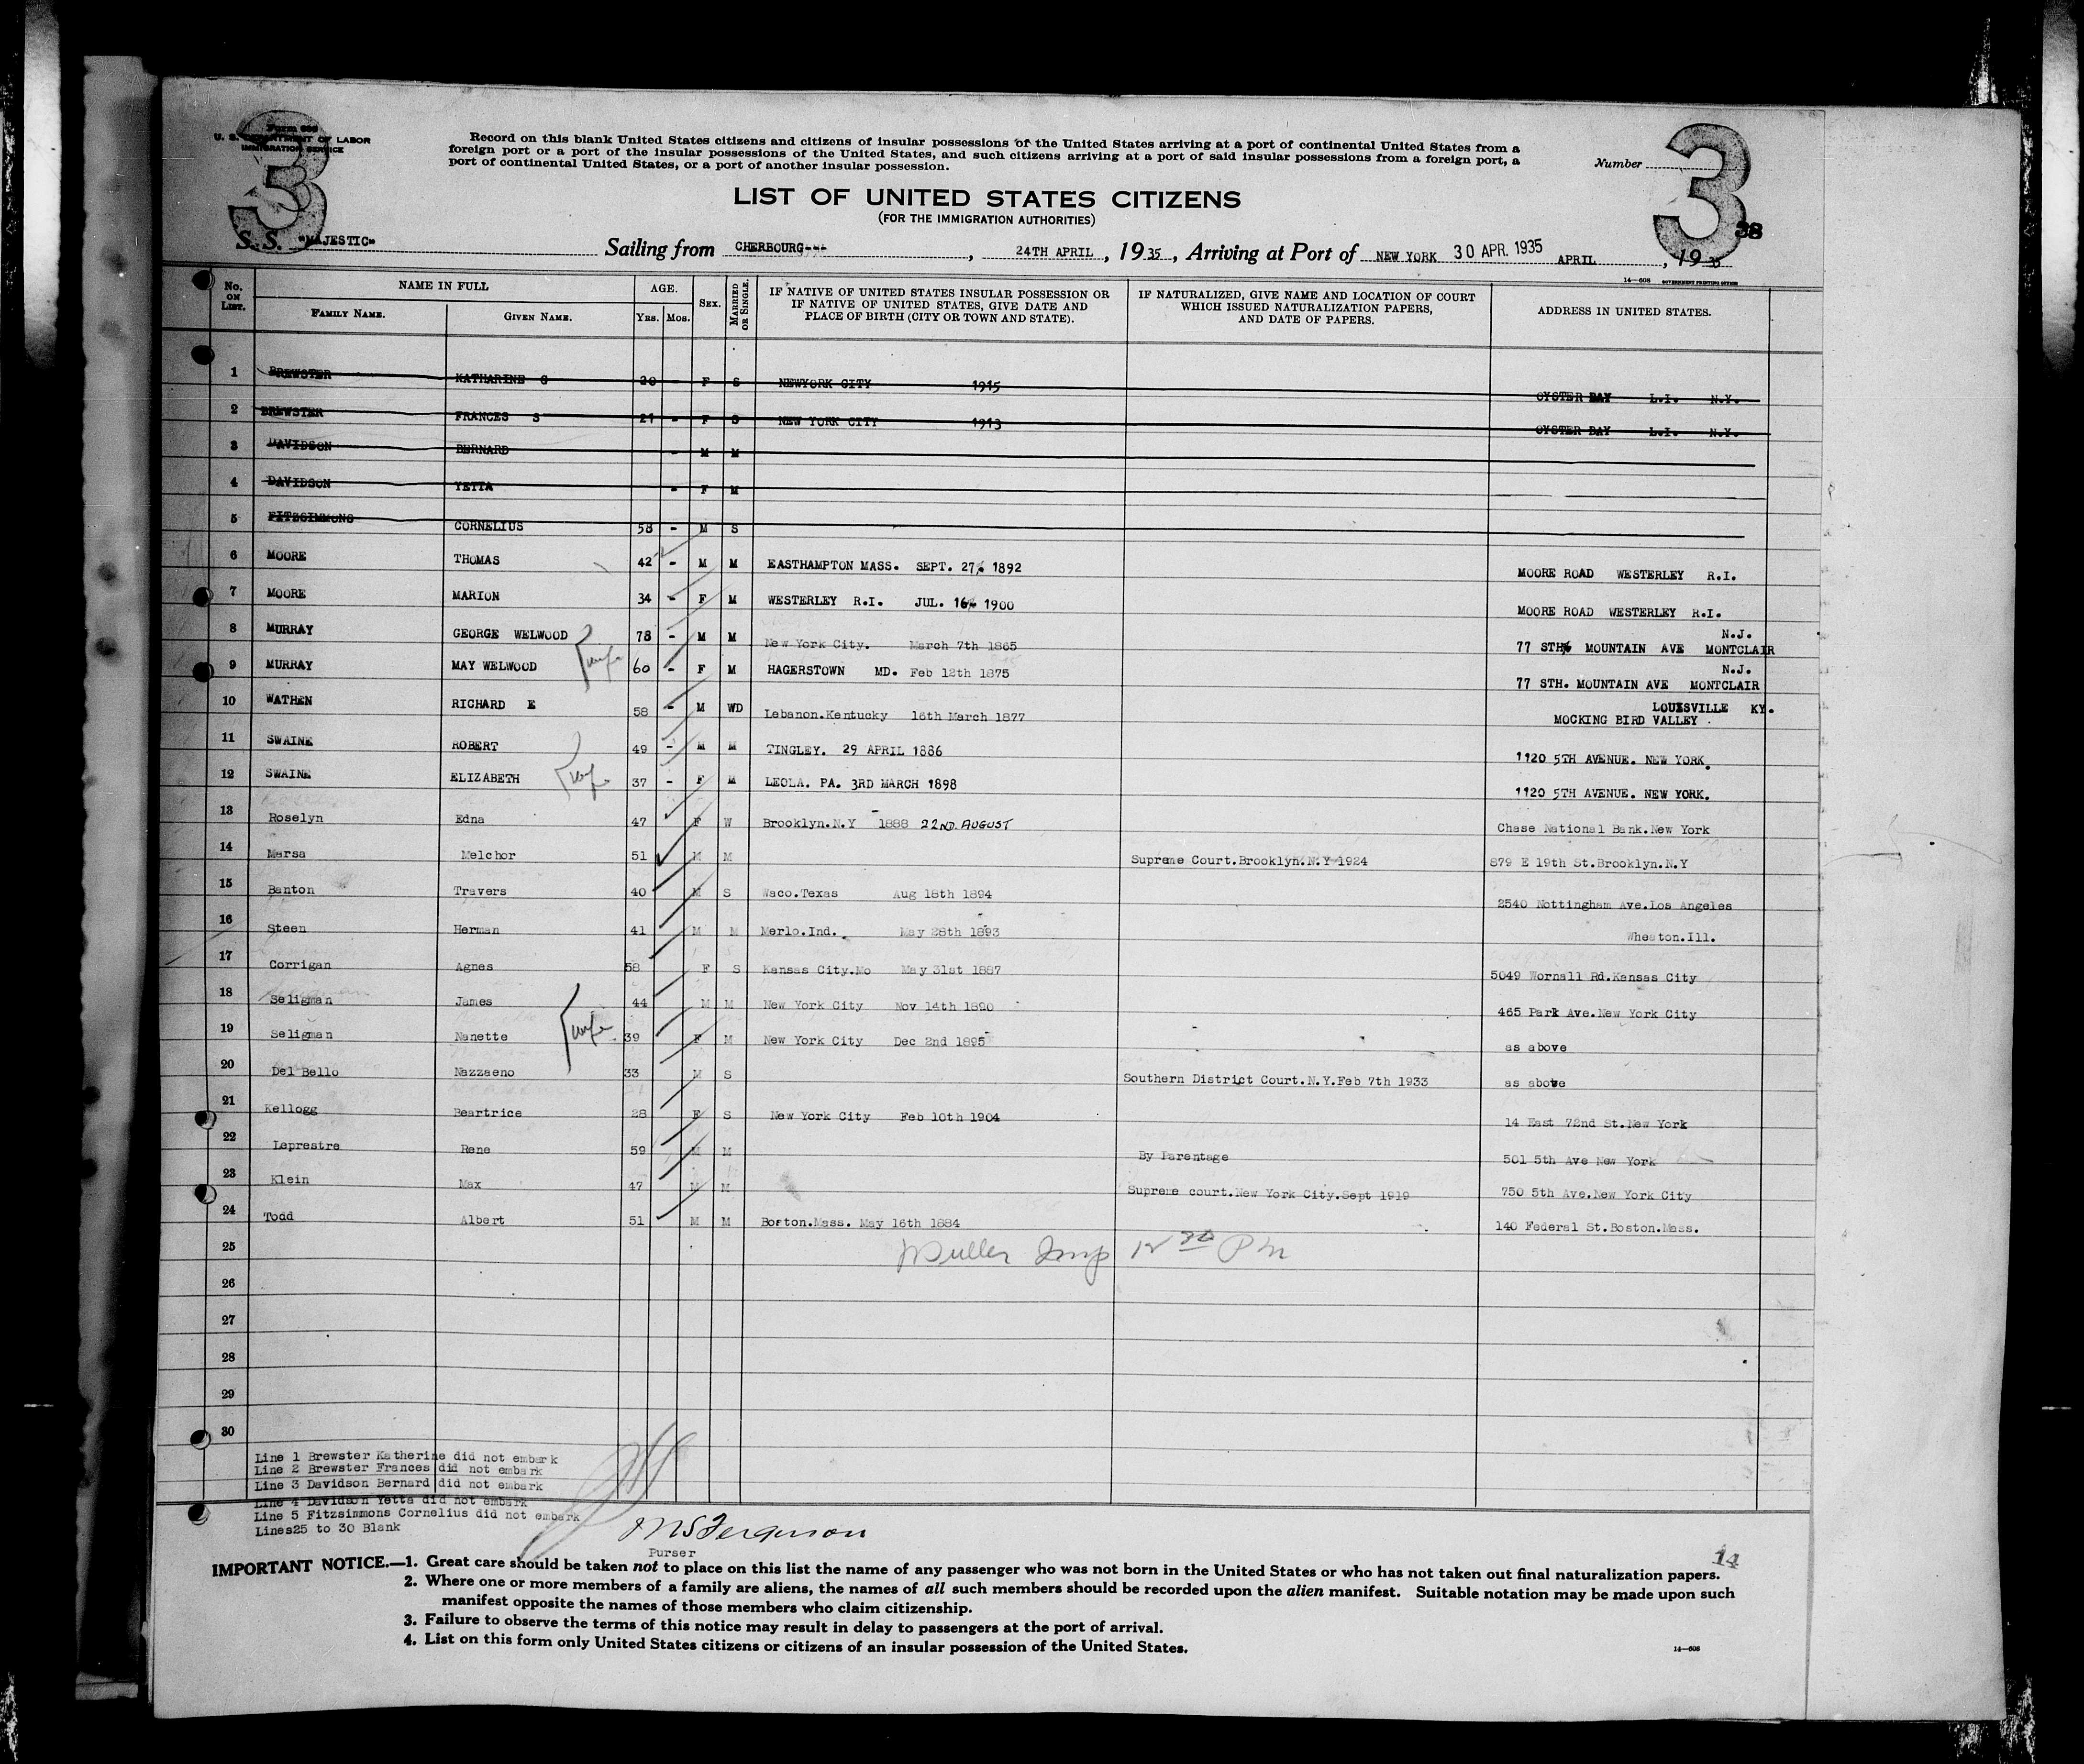 3
Form 608
U. S. DEPARTMENT OF LABOR
IMMIGRATION SERVICE
Record on this blank United States citizens and citizens of insular possessions of the United States arriving at a port of continental United States from a
foreign port or a port of the insular possessions of the United States, and such citizens arriving at a port of said insular possessions from a foreign port, a
port of continental United States, or a port of another insular possession.
Number
3
38
LIST OF UNITED STATES CITIZENS
(FOR THE IMMIGRATION AUTHORITIES)
S. S. "MAJESTIC" Sailing from CHERBOURG---, 24TH APRIL, 1935, Arriving at Port of NEW YORK 30 APR. 1935 APRIL, 1935
14—608 GOVERNMENT PRINTING OFFICE
No. ON LIST. NAME IN FULL FAMILY NAME. GIVEN NAME. AGE. YRS. MOS. SEX. MARRIED OR SINGLE. IF NATIVE OF UNITED STATES INSULAR POSSESSION OR IF NATIVE OF UNITED STATES, GIVE DATE AND PLACE OF BIRTH (CITY OR TOWN AND STATE). IF NATURALIZED, GIVE NAME AND LOCATION OF COURT WHICH ISSUED NATURALIZATION PAPERS, AND DATE OF PAPERS. ADDRESS IN UNITED STATES.
1 BREWSTER KATHARINE G 20 - F S NEWYORK CITY 1915 OYSTER BAY L.I. N.Y.
2 BREWSTER FRANCES S 21 - F S NEW YORK CITY 1913 OYSTER BAY L.I. N.Y.
3 DAVIDSON BERNARD - M M
4 DAVIDSON YETTA - F M
5 FITZSIMMONS CORNELIUS 58 - M S
6 MOORE THOMAS 42 - M M EASTHAMPTON MASS. SEPT. 27. 1892 MOORE ROAD WESTERLEY R.I.
7 MOORE MARION 34 - F M WESTERLEY R.I. JUL. 16 1900 MOORE ROAD WESTERLEY R.I.
8 MURRAY GEORGE WELWOOD 78 - M M New York City. March 7th 1865 77 STH MOUNTAIN AVE MONTCLAIR N.J.
9 MURRAY MAY WELWOOD wife 60 - F M HAGERSTOWN MD. Feb 12th 1875 77 STH. MOUNTAIN AVE MONTCLAIR N.J.
10 WATHEN RICHARD E 58 - M WD Lebanon.Kentucky 16th March 1877 MOCKING BIRD VALLEY. LOUISVILLE KY.
11 SWAINE ROBERT 49 - M M TINGLEY. 29 APRIL 1886 1120 5TH AVENUE. NEW YORK.
12 SWAINE ELIZABETH wife 37 - F M LEOLA. PA. 3RD MARCH 1898 1120 5TH AVENUE. NEW YORK.
13 Roselyn Edna 47 F W Brooklyn.N.Y 1888 22ND AUGUST Chase National Bank.New York
14 Marsa Melchor 51 M M Supreme Court.Brooklyn.N.Y 1924 879 E 19th St.Brooklyn.N.Y
15 Banton Travers 40 M S Waco.Texas Aug 18th 1894 2540 Nottingham Ave.Los Angeles
16 Steen Herman 41 M M Merlo.Ind. May 28th 1893 Wheaton.Ill.
17 Corrigan Agnes 58 F S Kansas City.Mo May 31st 1887 5049 Wornall Rd.Kansas City
18 Seligman James 44 M M New York City Nov 14th 1890 465 Park Ave.New York City
19 Seligman Nanette wife 39 F M New York City Dec 2nd 1895 as above
20 Del Bello Nazzaeno 33 M S Southern District Court.N.Y.Feb 7th 1933 as above
21 Kellogg Beartrice 28 F S New York City Feb 10th 1904 14 East 72nd St.New York
22 Leprestre Rene 59 M M By Parentage 501 5th Ave New York
23 Klein Max 47 M M Supreme court.New York City.Sept 1919 750 5th Ave.New York City
24 Todd Albert 51 M M Borton.Mass. May 16th 1884 140 Federal St.Boston.Mass.
25 Muller Insp 12 30 PM
26
27
28
29
30
Line 1 Brewster Katherine did not embark
Line 2 Brewster Frances did not embark
Line 3 Davidson Bernard did not embark
Line 4 Davidson Yetta did not embark
Line 5 Fitzsimmons Cornelius did not embark
Lines25 to 30 Blank
Ferguson
Purser
14
IMPORTANT NOTICE.—1. Great care should be taken not to place on this list the name of any passenger who was not born in the United States or who has not taken out final naturalization papers.
2. Where one or more members of a family are aliens, the names of all such members should be recorded upon the alien manifest. Suitable notation may be made upon such
manifest opposite the names of those members who claim citizenship.
3. Failure to observe the terms of this notice may result in delay to passengers at the port of arrival.
4. List on this form only United States citizens or citizens of an insular possession of the United States.
14—608